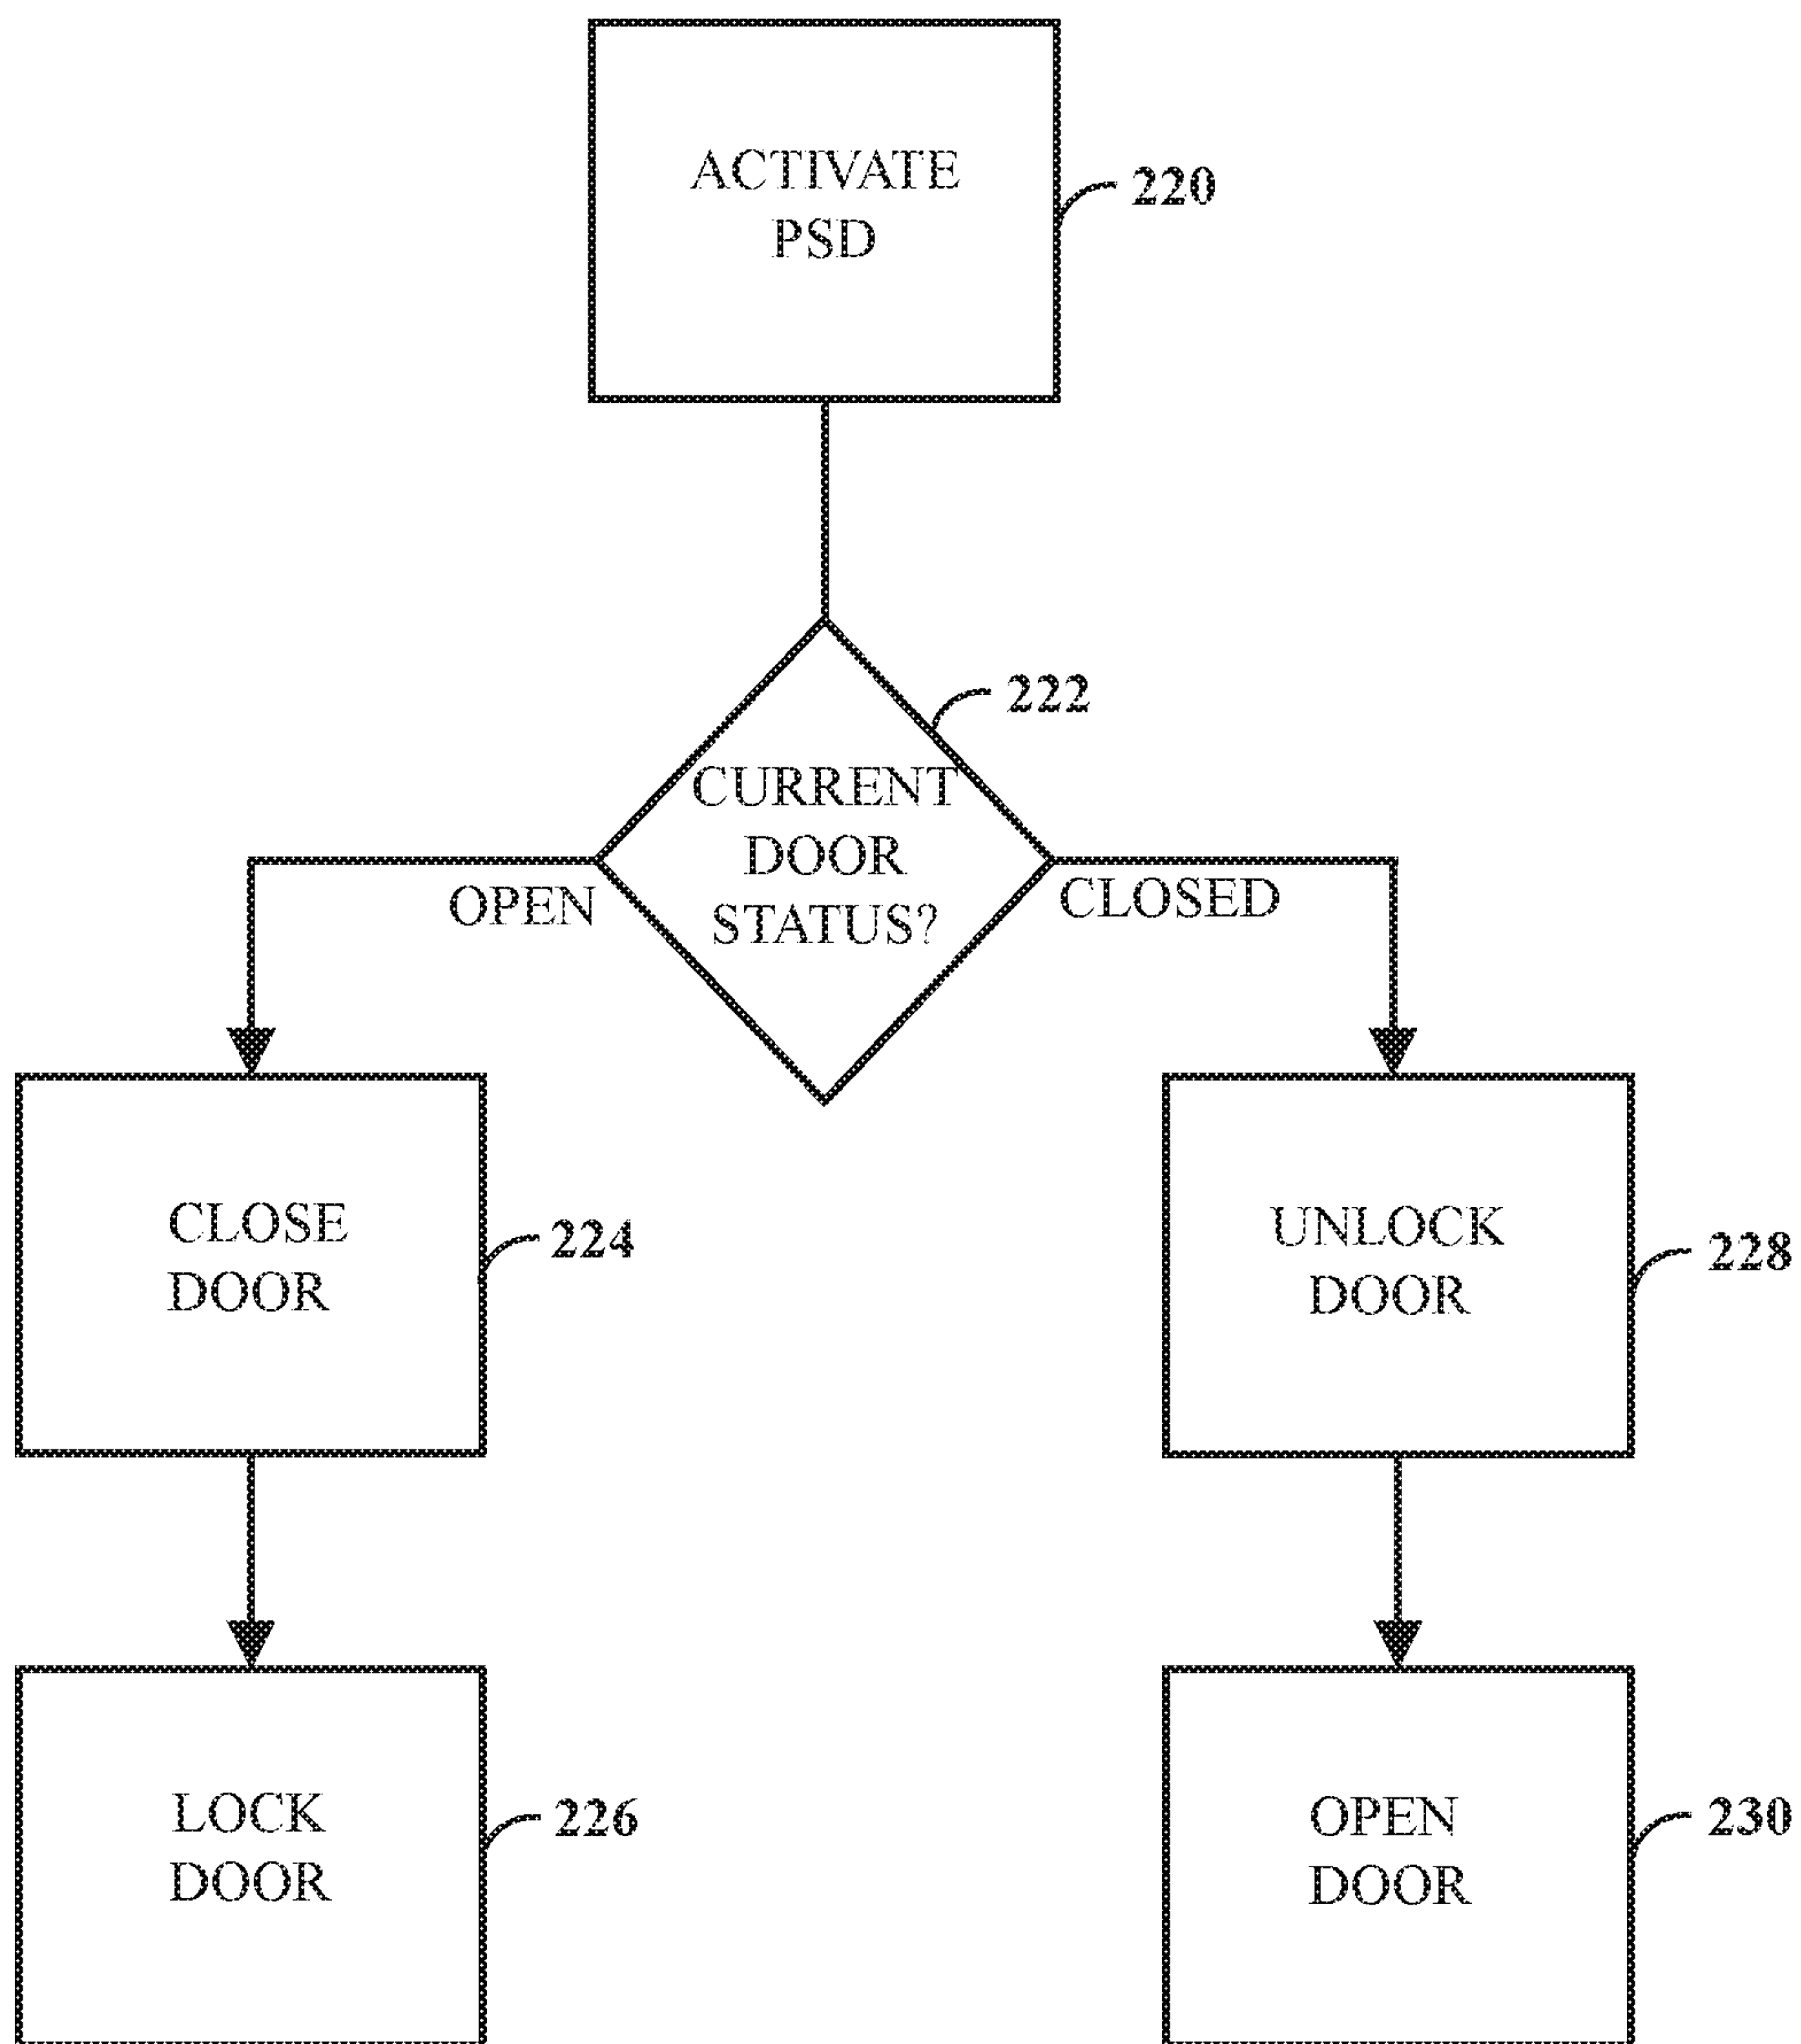 ACTIVATE
PSD
220
222
CURRENT
DOOR
STATUS?
OPEN
CLOSED
CLOSE
DOOR
224
UNLOCK
DOOR
228
LOCK
DOOR
226
OPEN
DOOR
230